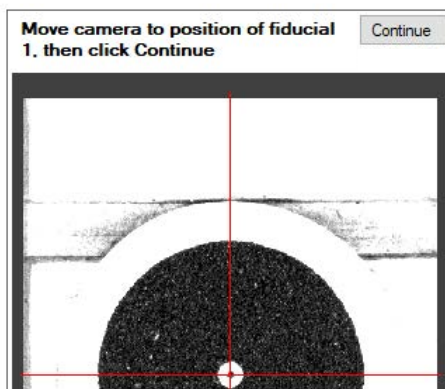 Move camera to position of fiducial
1, then click Continue
Continue